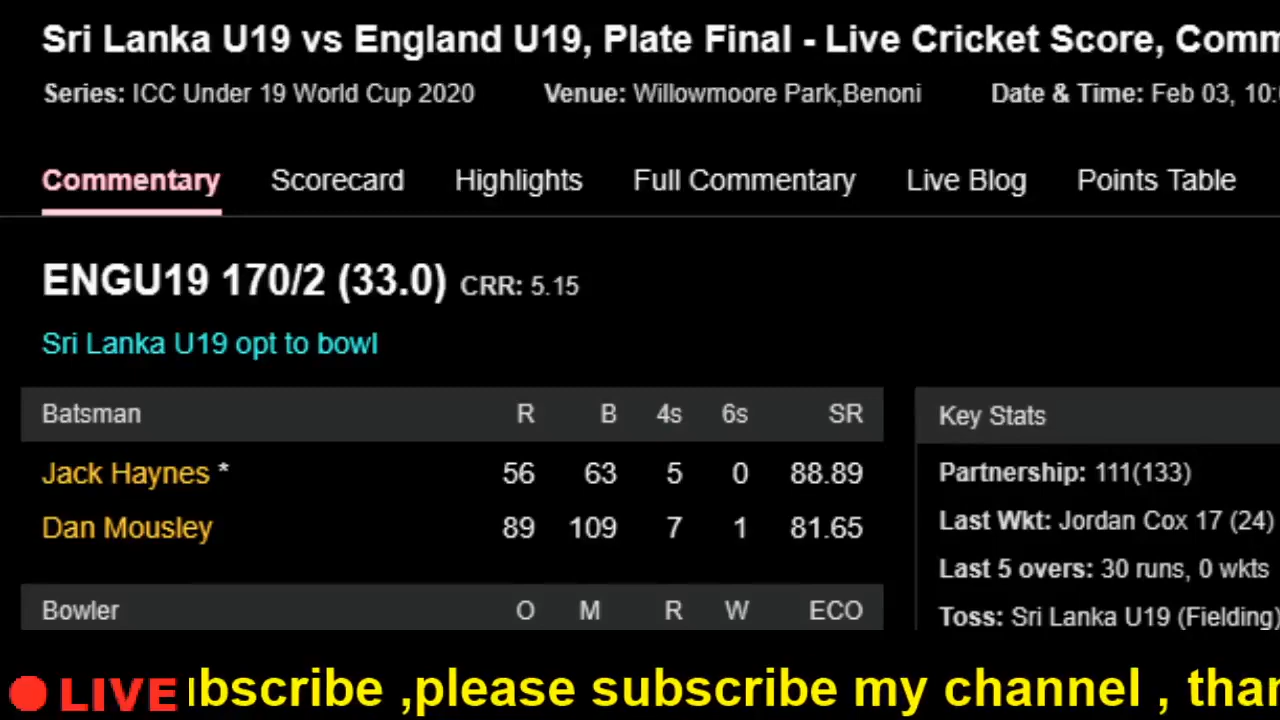 Sri Lanka U19 vs England U19, Plate Final - Live Cricket Score,
Series: ICC Under 19 World Cup 2020 Venue: Willowmoore Park,Benoni Date & Time: Feb 03,
Commentary Scorecard Highlights Full Commentary Live Blog Points Table
ENGU19 170/2 (33.0) CRR: 5.15
Sri Lanka U19 opt to bowl
Batsman R B 4s 6s SR
Jack Haynes * 56 63 5 0 88.89
Dan Mousley 89 109 7 1 81.65
Bowler O M R W ECO
Key Stats
Partnership: 111(133)
Last Wkt: Jordan Cox 17 (24)
Last 5 overs: 30 runs, 0 wkts
Toss: Sri Lanka U19 (Fielding)
LIVE bscribe ,please subscribe my channel ,